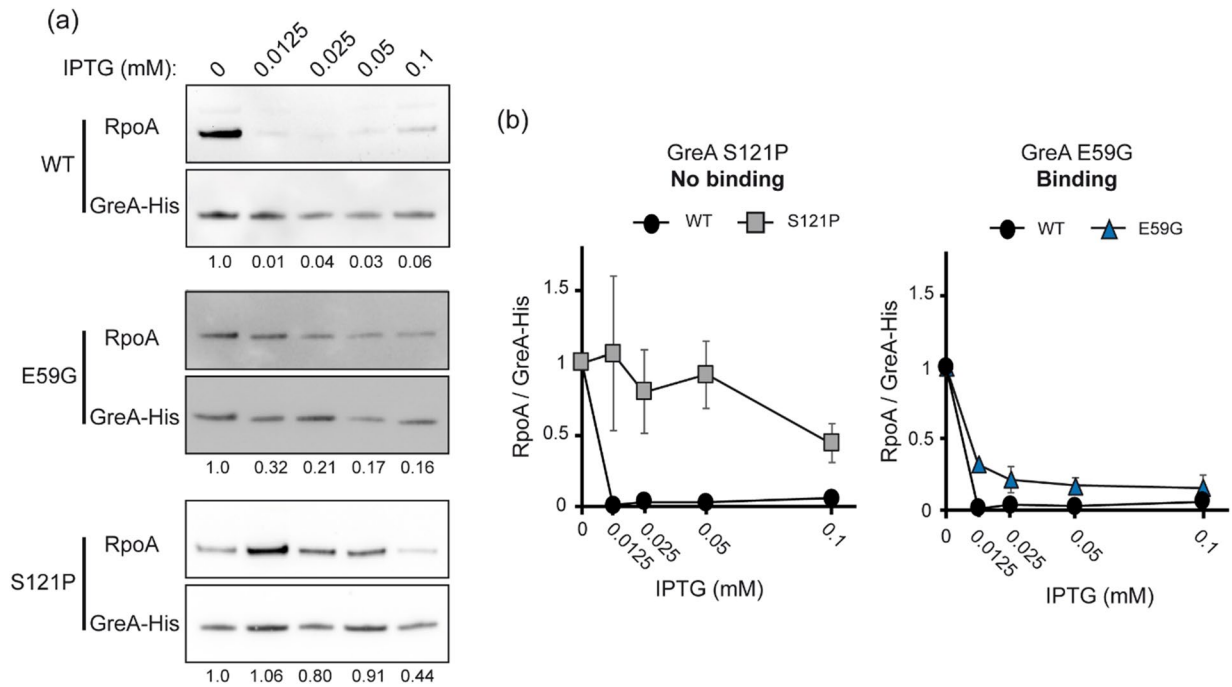 (a)
IPTG (mM): 0 0.0125 0.025 0.05 0.1
WT
RpoA
GreA-His
1.0 0.01 0.04 0.03 0.06
E59G
RpoA
GreA-His
1.0 0.32 0.21 0.17 0.16
S121P
RpoA
GreA-His
1.0 1.06 0.80 0.91 0.44
(b)
GreA S121P
No binding
WT S121P
RpoA / GreA-His
1.5
1
0.5
0
0 0.0125 0.025 0.05 0.1
IPTG (mM)
GreA E59G
Binding
WT E59G
RpoA / GreA-His
1.5
1
0.5
0
0 0.0125 0.025 0.05 0.1
IPTG (mM)